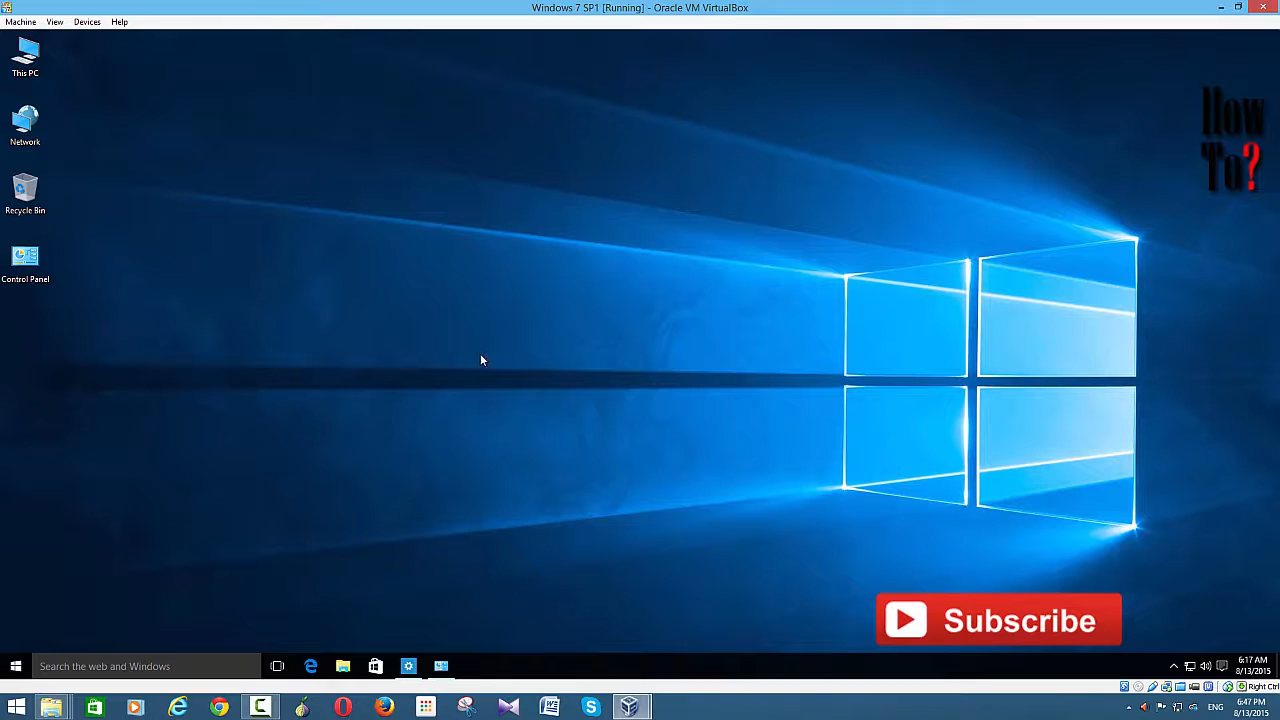 Windows 7 SP1 [Running] - Oracle VM VirtualBox
Machine View Devices Help
This PC
Network
Recycle Bin
Control Panel
How
To?
Subscribe
Search the web and Windows
6:17 AM
8/13/2015
Right Ctrl
ENG
6:47 PM
8/13/2015